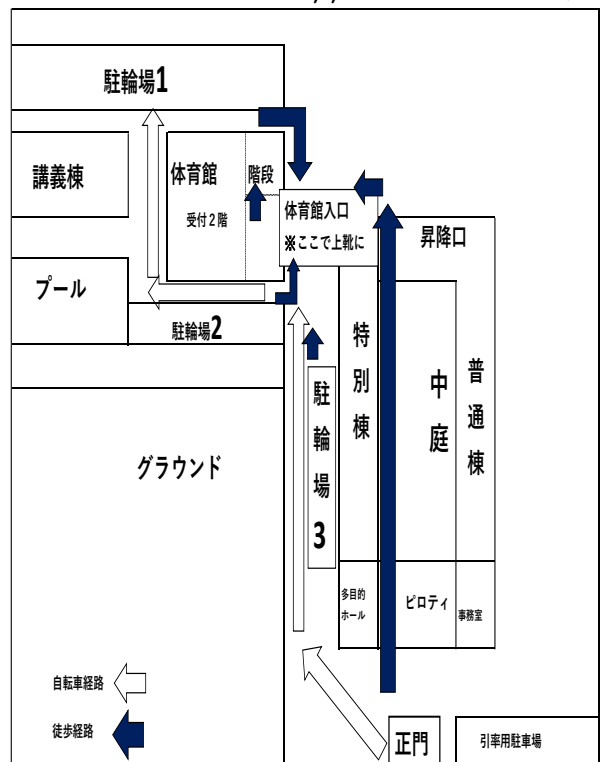 駐輪場1
講義棟
体育館
階段
受付２階
体育館入口
※ここで上靴に
昇降口
プール
駐輪場2
特別棟
中庭
普通棟
駐輪場3
グラウンド
多目的
ホール
ピロティ
事務室
自転車経路
徒歩経路
正門
引率用駐車場